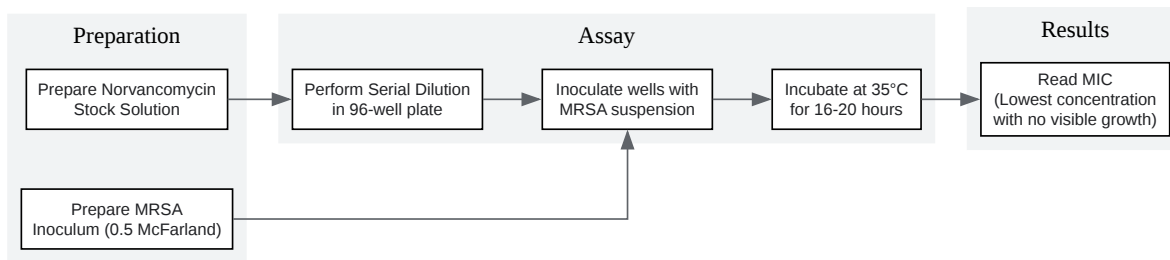 Preparation
Prepare Norvancomycin
Stock Solution
Prepare MRSA
Inoculum (0.5 McFarland)
Assay
Perform Serial Dilution
in 96-well plate
Inoculate wells with
MRSA suspension
Incubate at 35°C
for 16-20 hours
Results
Read MIC
(Lowest concentration
with no visible growth)